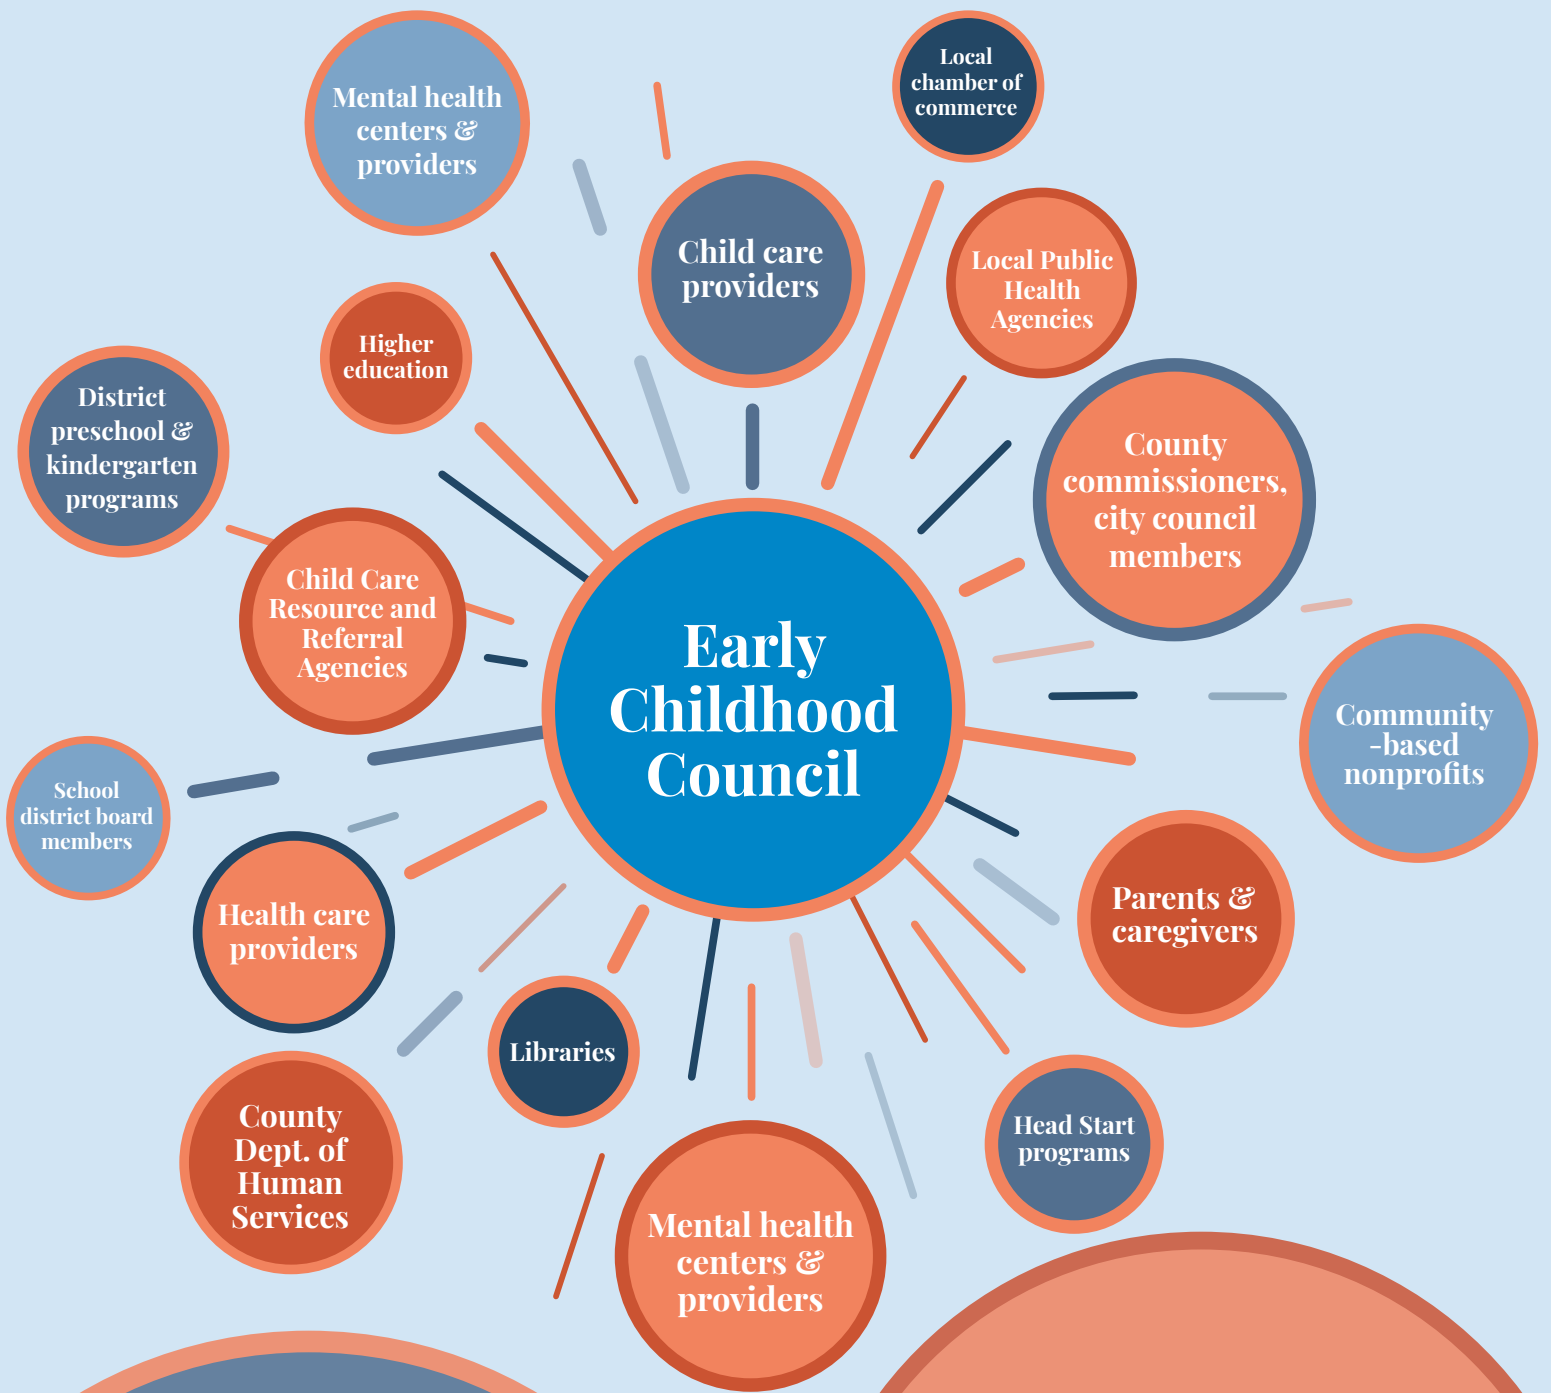 Local
chamber of
commerce
Mental health
centers &
providers
Child care
providers
Local Public
Health
Agencies
Higher
education
District
preschool &
kindergarten
programs
County
commissioners,
city council
members
Child Care
Resource and
Referral
Agencies
Early
Childhood
Council
Community
-based
nonprofits
School
district board
members
Health care
providers
Parents &
caregivers
Libraries
County
Dept. of
Human
Services
Head Start
programs
Mental health
centers &
providers